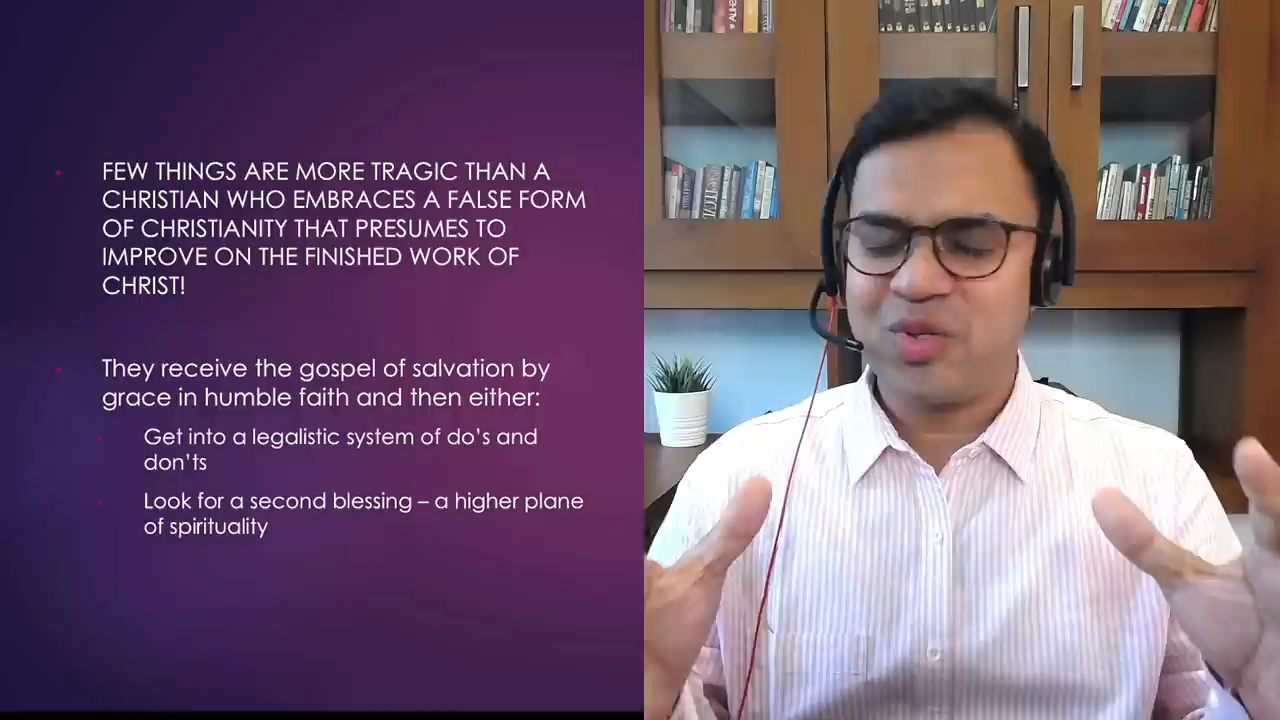 FEW THINGS ARE MORE TRAGIC THAN A
CHRISTIAN WHO EMBRACES A FALSE FORM
OF CHRISTIANITY THAT PRESUMES TO
IMPROVE ON THE FINISHED WORK OF
CHRIST!
They receive the gospel of salvation by
grace in humble faith and then either:
Get into a legalistic system of do’s and
don’ts
Look for a second blessing – a higher plane
of spirituality